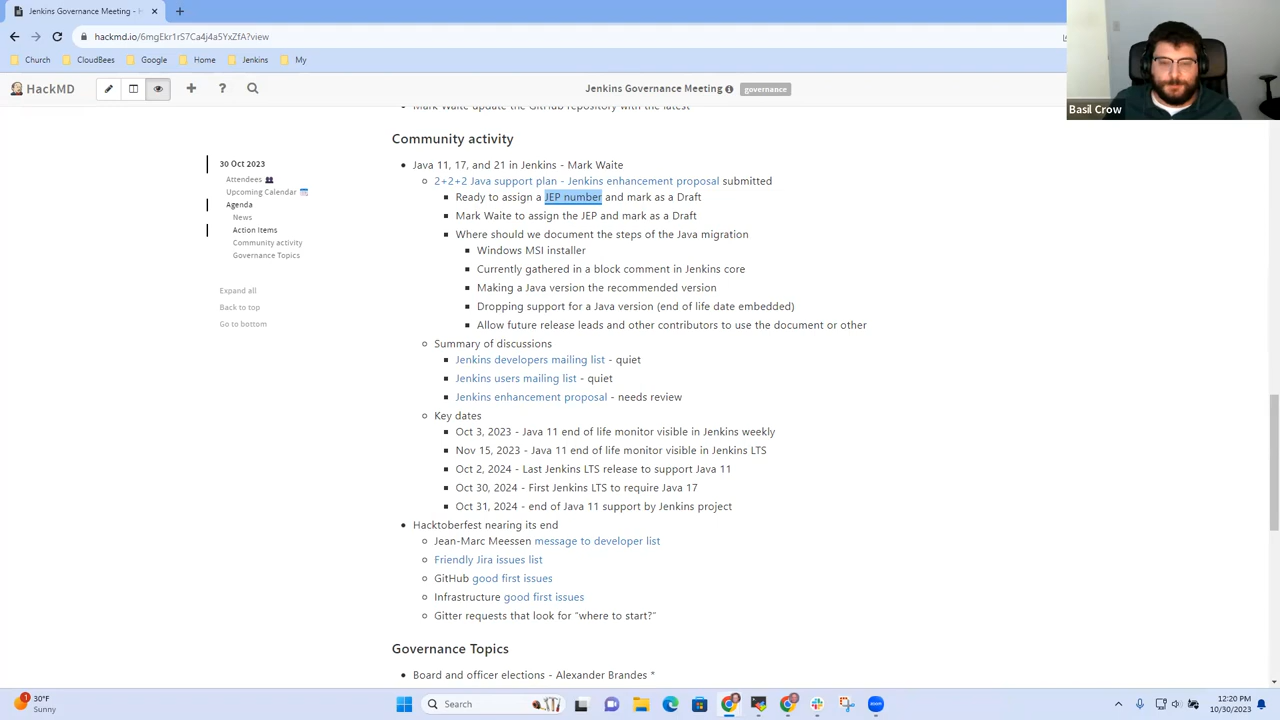 Jenkins Governance Meeting -
hackmd.io/6mgEkr1rS7Ca4j4a5YxZfA?view
Church
CloudBees
Google
Home
Jenkins
My
HackMD
Jenkins Governance Meeting
governance
Basil Crow
30 Oct 2023
Attendees
Upcoming Calendar
Agenda
News
Action Items
Community activity
Governance Topics
Expand all
Back to top
Go to bottom
Mark Waite update the GitHub repository with the latest
Community activity
Java 11, 17, and 21 in Jenkins - Mark Waite
2+2+2 Java support plan - Jenkins enhancement proposal submitted
Ready to assign a JEP number and mark as a Draft
Mark Waite to assign the JEP and mark as a Draft
Where should we document the steps of the Java migration
Windows MSI installer
Currently gathered in a block comment in Jenkins core
Making a Java version the recommended version
Dropping support for a Java version (end of life date embedded)
Allow future release leads and other contributors to use the document or other
Summary of discussions
Jenkins developers mailing list - quiet
Jenkins users mailing list - quiet
Jenkins enhancement proposal - needs review
Key dates
Oct 3, 2023 - Java 11 end of life monitor visible in Jenkins weekly
Nov 15, 2023 - Java 11 end of life monitor visible in Jenkins LTS
Oct 2, 2024 - Last Jenkins LTS release to support Java 11
Oct 30, 2024 - First Jenkins LTS to require Java 17
Oct 31, 2024 - end of Java 11 support by Jenkins project
Hacktoberfest nearing its end
Jean-Marc Meessen message to developer list
Friendly Jira issues list
GitHub good first issues
Infrastructure good first issues
Gitter requests that look for “where to start?”
Governance Topics
Board and officer elections - Alexander Brandes *
1
30°F
Sunny
Search
12:20 PM
10/30/2023